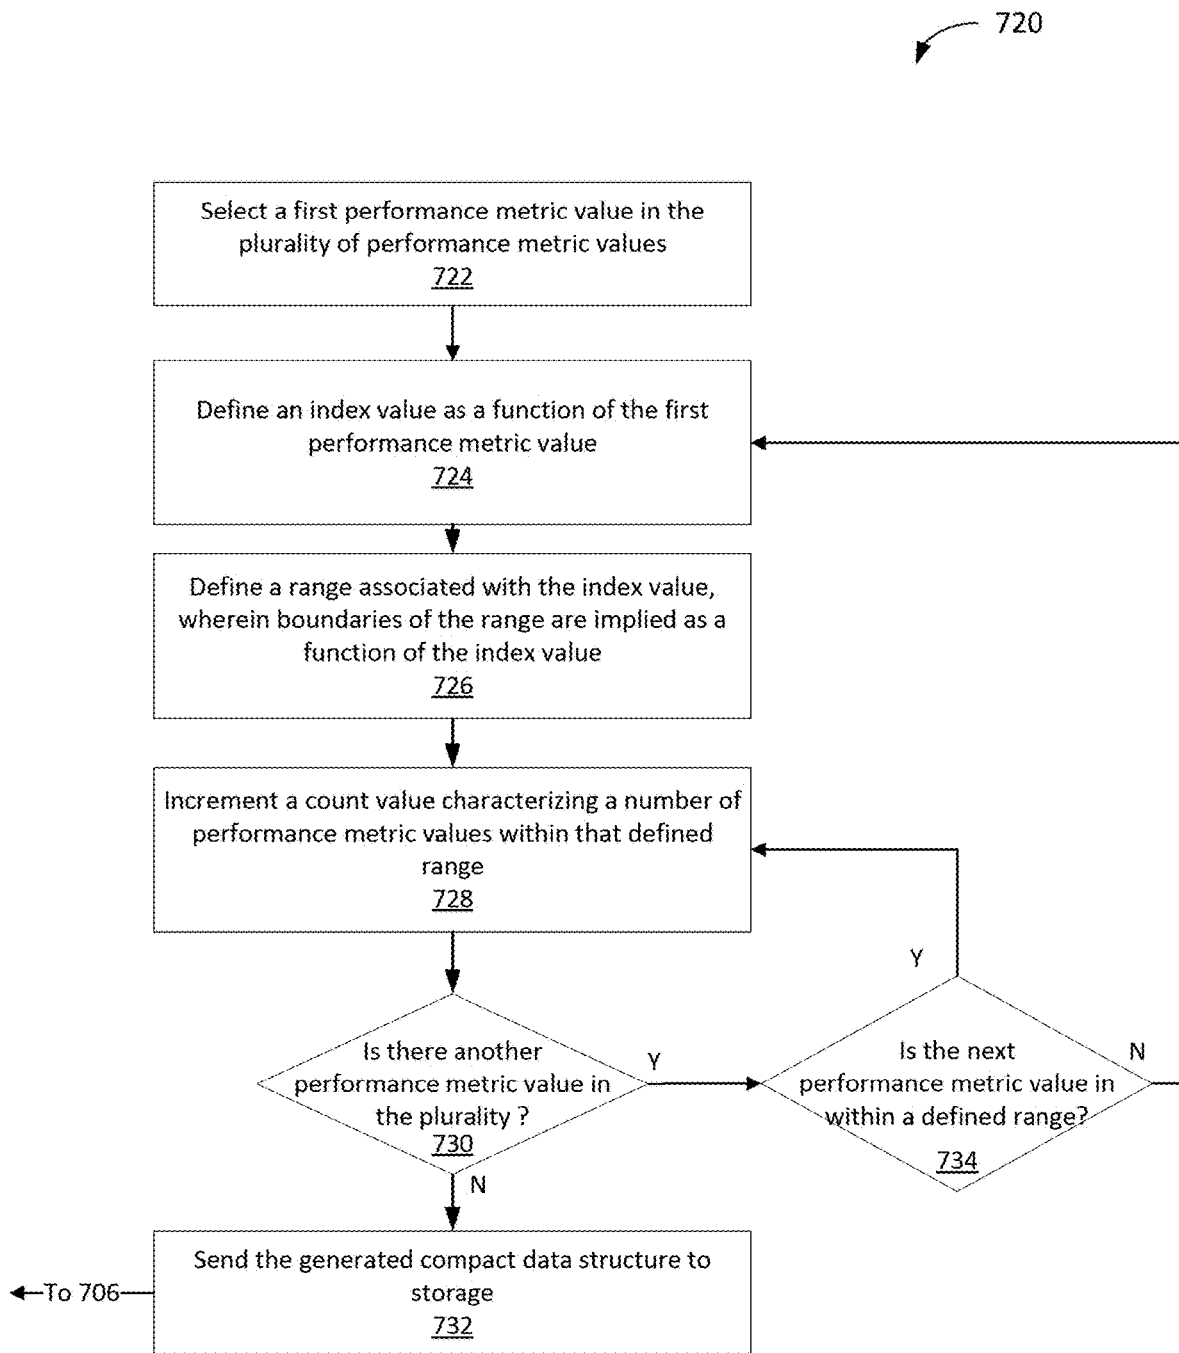 720
Select a first performance metric value in the
plurality of performance metric values
722
Define an index value as a function of the first
performance metric value
724
Define a range associated with the index value,
wherein boundaries of the range are implied as a
function of the index value
726
Increment a count value characterizing a number of
performance metric values within that defined
range
728
Y
Is there another
performance metric value in
the plurality ?
730
Y
Is the next
performance metric value in
within a defined range?
734
N
N
Send the generated compact data structure to
storage
732
To 706